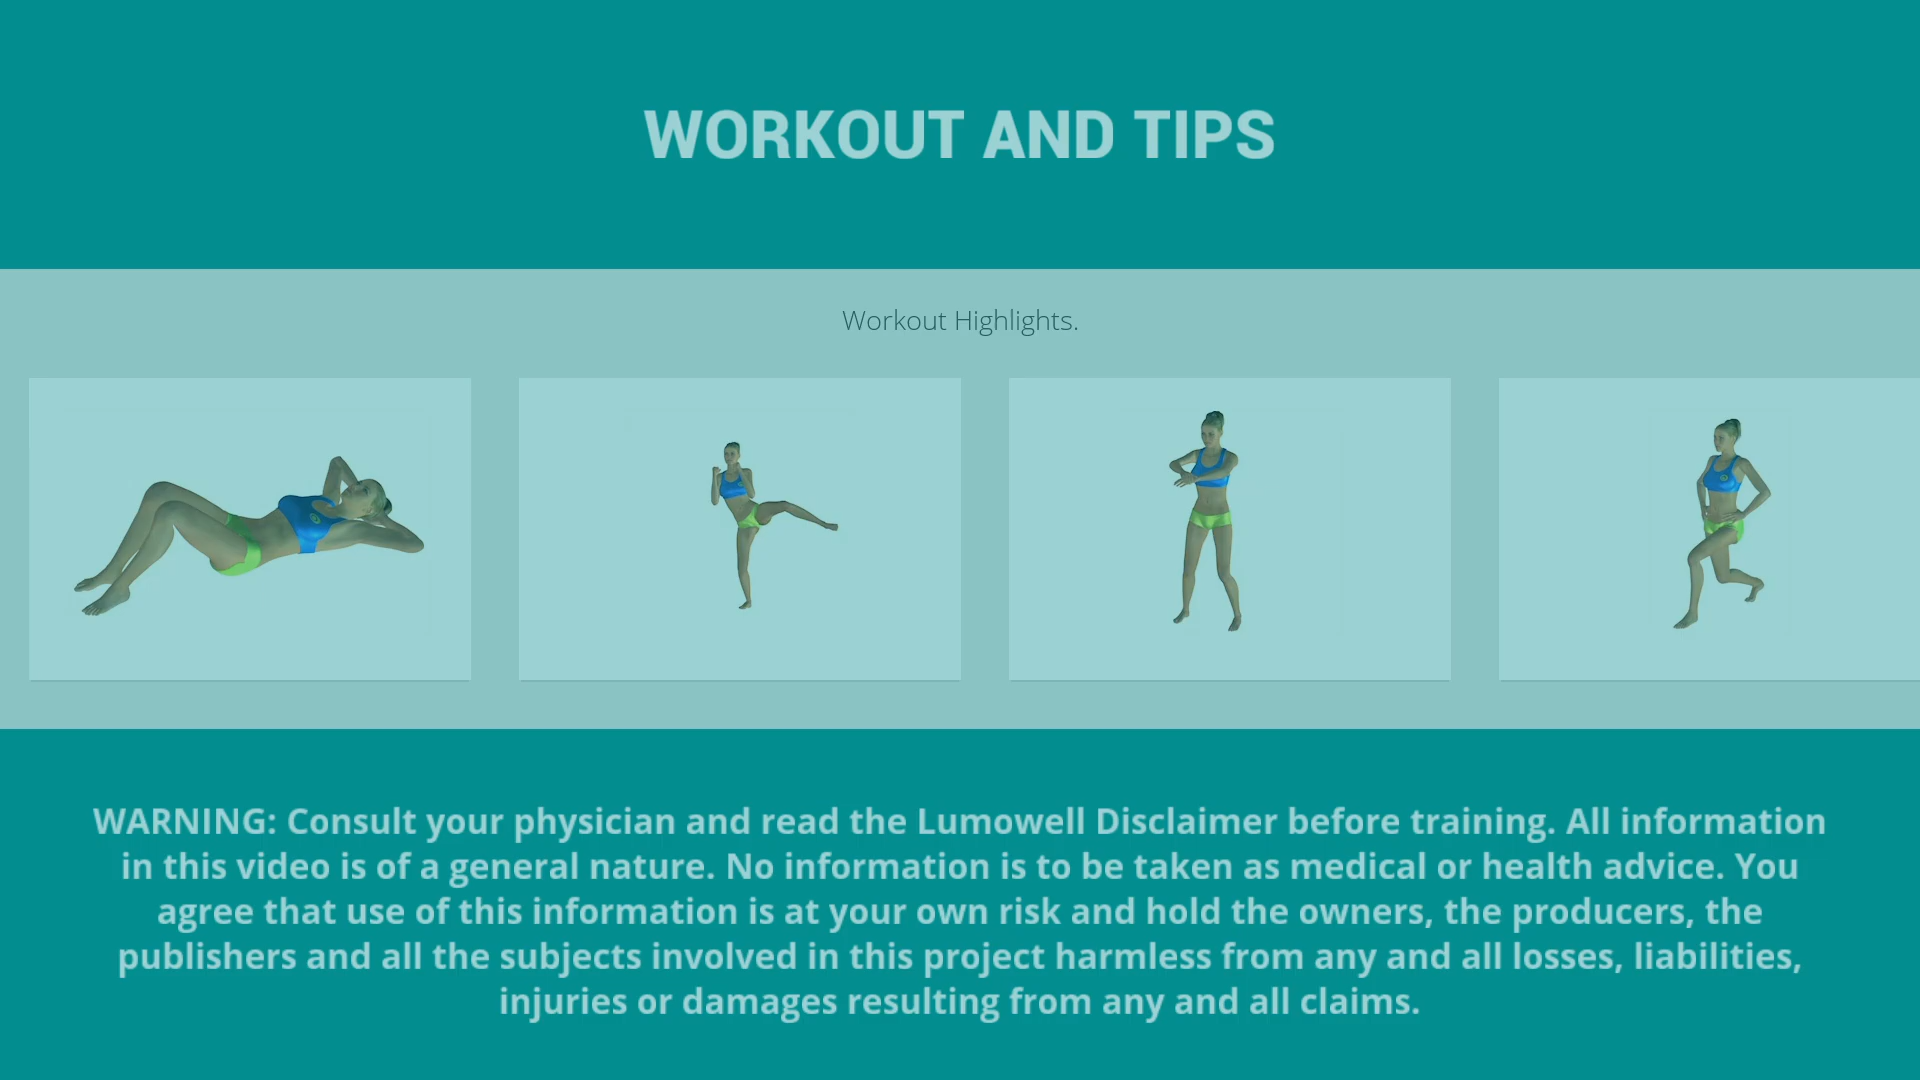 WORKOUT AND TIPS
Workout Highlights.
WARNING: Consult your physician and read the Lumowell Disclaimer before training. All information
in this video is of a general nature. No information is to be taken as medical or health advice. You
agree that use of this information is at your own risk and hold the owners, the producers, the
publishers and all the subjects involved in this project harmless from any and all losses, liabilities,
injuries or damages resulting from any and all claims.